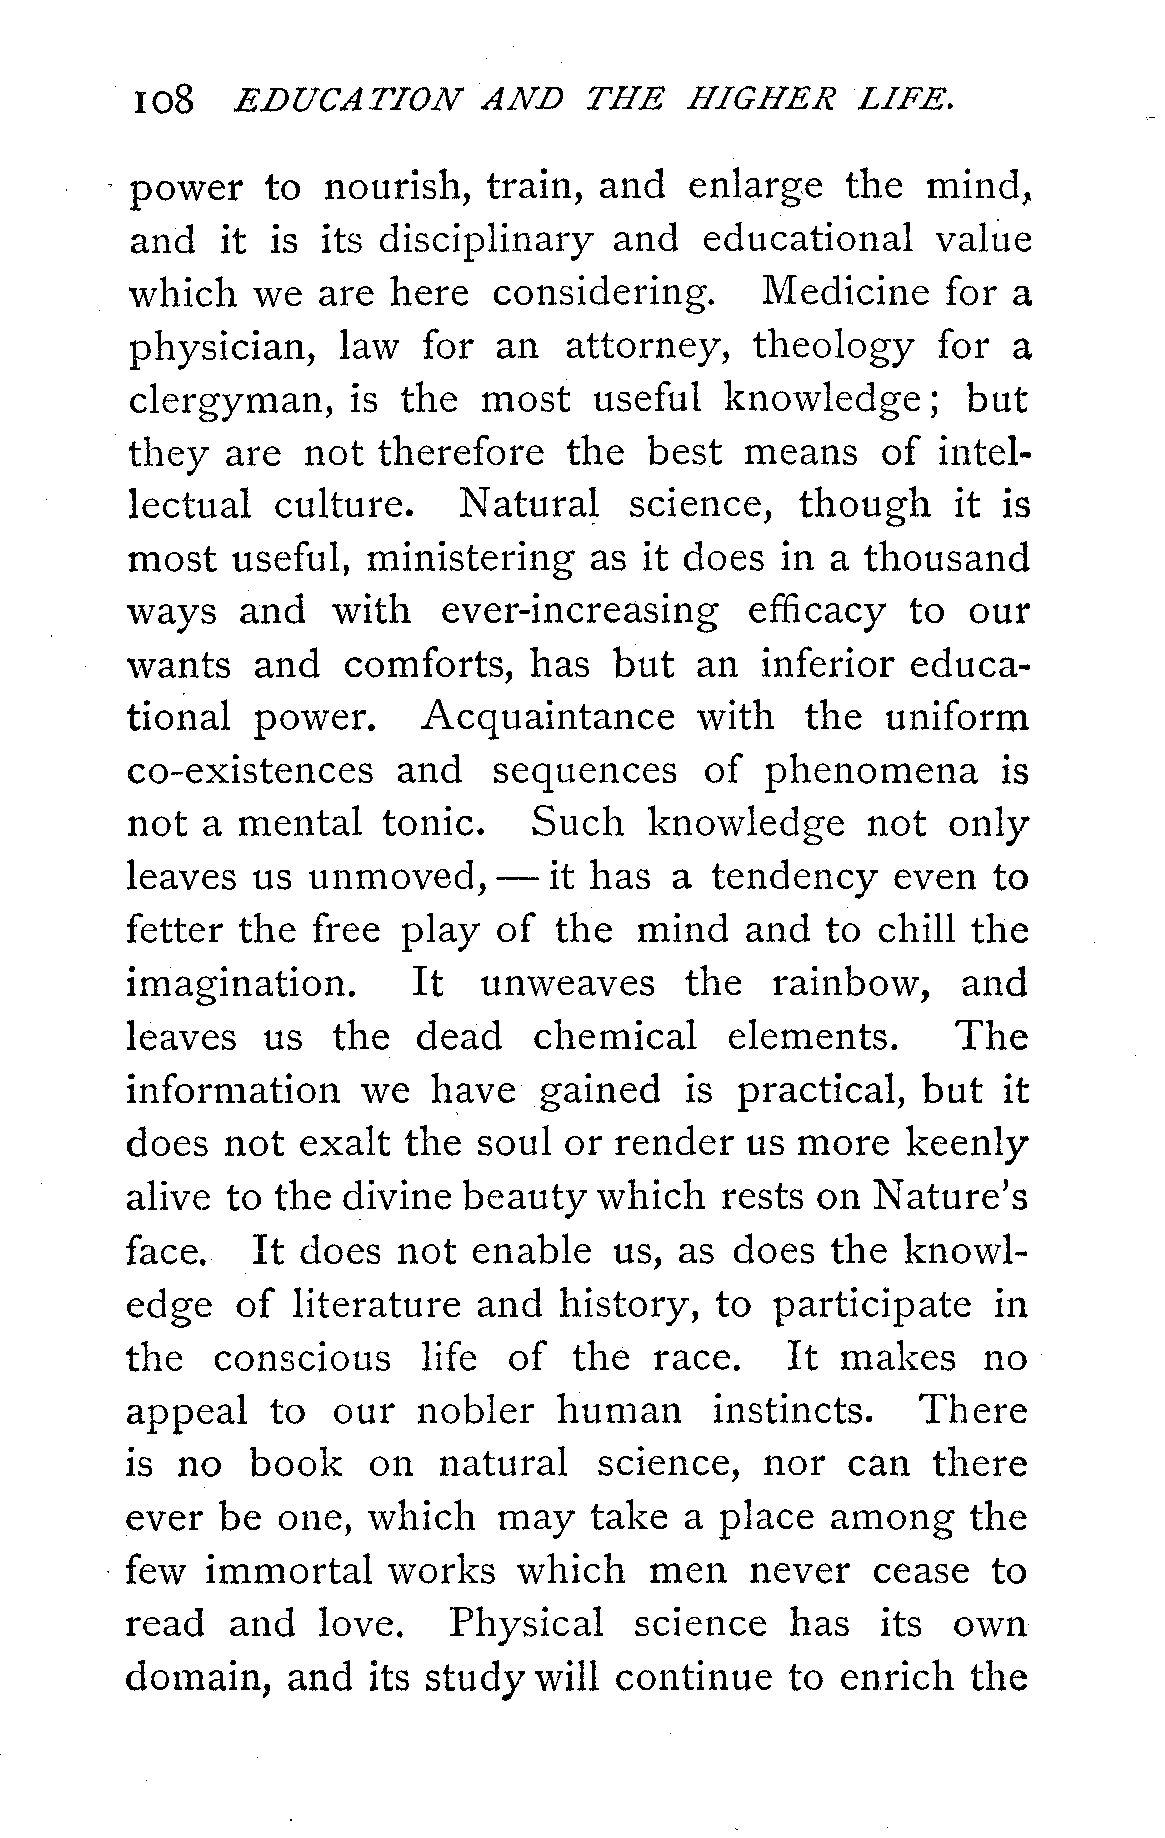 108 EDUCATION AND THE HIGHER LIFE.
power to nourish, train, and enlarge the mind,
and it is its disciplinary and educational value
which we are here considering. Medicine for a
physician, law for an attorney, theology for a
clergyman, is the most useful knowledge; but
they are not therefore the best means of intel-
lectual culture. Natural science, though it is
most useful, ministering as it does in a thousand
ways and with ever-increasing efficacy to our
wants and comforts, has but an inferior educa-
tional power. Acquaintance with the uniform
co-existences and sequences of phenomena is
not a mental tonic. Such knowledge not only
leaves us unmoved, — it has a tendency even to
fetter the free play of the mind and to chill the
imagination. It unweaves the rainbow, and
leaves us the dead chemical elements. The
information we have gained is practical, but it
does not exalt the soul or render us more keenly
alive to the divine beauty which rests on Nature's
face. It does not enable us, as does the knowl-
edge of literature and history, to participate in
the conscious life of the race. It makes no
appeal to our nobler human instincts. There
is no book on natural science, nor can there
ever be one, which may take a place among the
few immortal works which men never cease to
read and love. Physical science has its own
domain, and its study will continue to enrich the